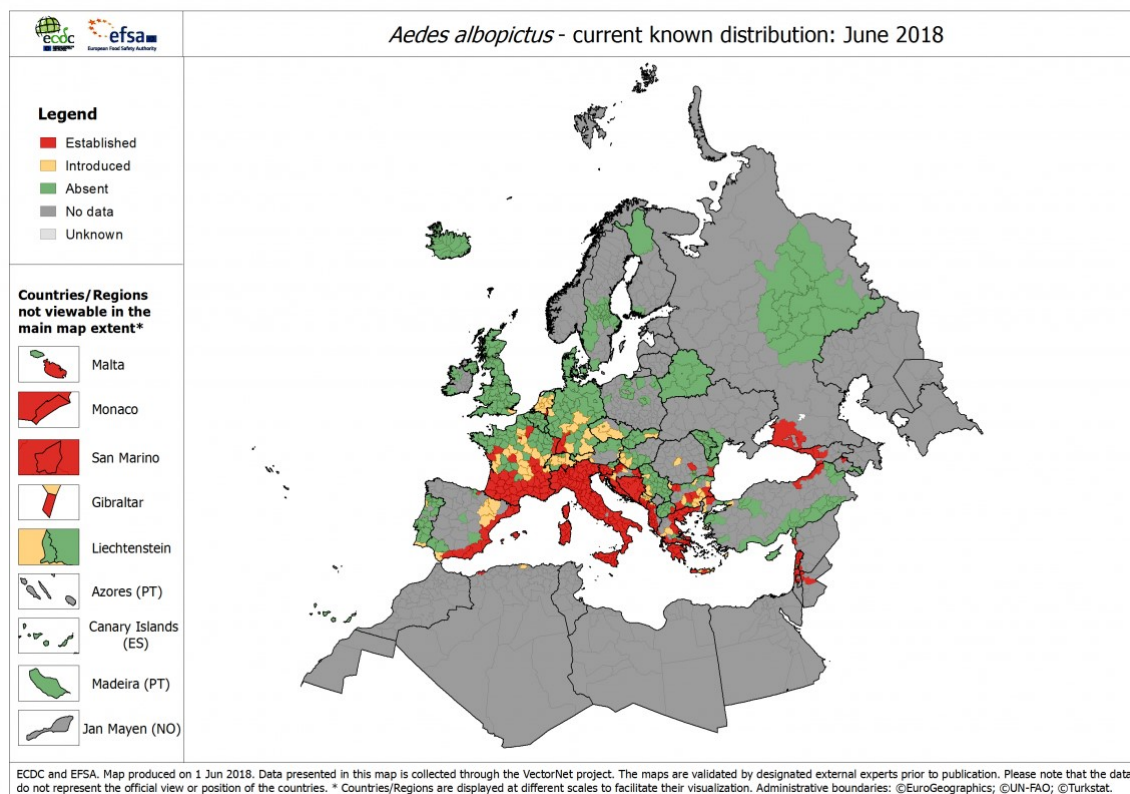 ecdc
efsa
European Food Safety Authority
Aedes albopictus - current known distribution: June 2018
Legend
Established
Introduced
Absent
No data
Unknown
Countries/Regions
not viewable in the
main map extent*
Malta
Monaco
San Marino
Gibraltar
Liechtenstein
Azores (PT)
Canary Islands
(ES)
Madeira (PT)
Jan Mayen (NO)
ECDC and EFSA. Map produced on 1 Jun 2018. Data presented in this map is collected through the VectorNet project. The maps are validated by designated external experts prior to publication. Please note that the data
do not represent the official view or position of the countries. * Countries/Regions are displayed at different scales to facilitate their visualization. Administrative boundaries: ©EuroGeographics; ©UN-FAO; ©Turkstat.